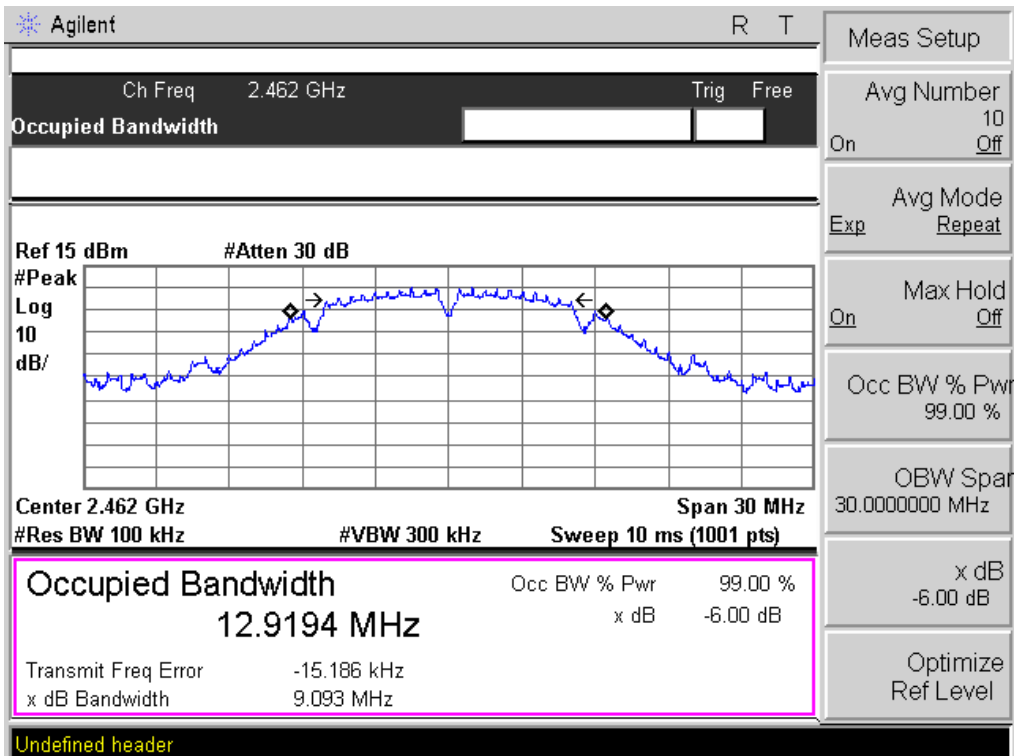 Agilent R T
Ch Freq 2.462 GHz Trig Free
Occupied Bandwidth
Ref 15 dBm #Atten 30 dB
#Peak
Log
10
dB/
Center 2.462 GHz Span 30 MHz
#Res BW 100 kHz #VBW 300 kHz Sweep 10 ms (1001 pts)
Occupied Bandwidth
12.9194 MHz
Occ BW % Pwr 99.00 %
x dB -6.00 dB
Transmit Freq Error -15.186 kHz
x dB Bandwidth 9.093 MHz
Undefined header
Meas Setup
Avg Number
10
On Off
Avg Mode
Exp Repeat
Max Hold
On Off
Occ BW % Pwr
99.00 %
OBW Span
30.0000000 MHz
x dB
-6.00 dB
Optimize
Ref Level